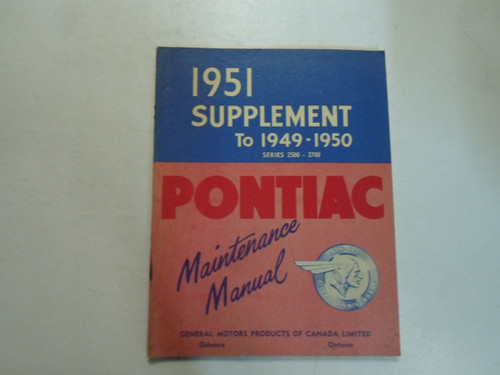 1951
SUPPLEMENT
To 1949-1950
SERIES 2500 - 2700
PONTIAC
Maintenance
Manual
GENERAL MOTORS PRODUCTS OF CANADA LIMITED
Oshawa Ontario